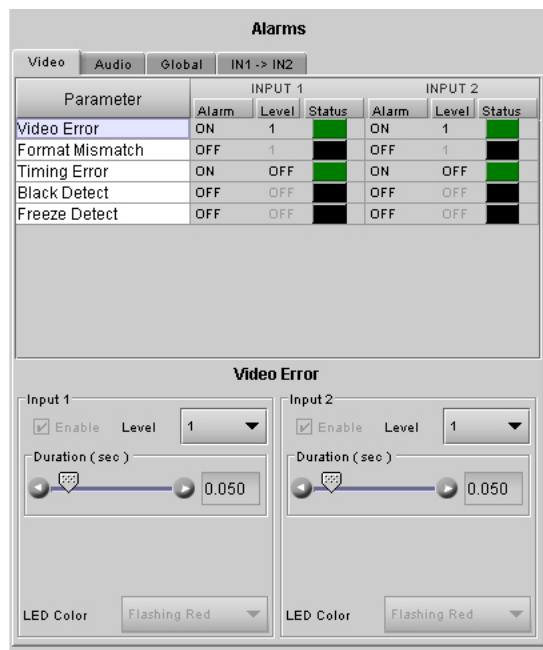 Alarms
Video Audio Global IN1 -> IN2
Parameter INPUT 1 INPUT 2
Alarm Level Status Alarm Level Status
Video Error ON 1 ON 1
Format Mismatch OFF 1 OFF 1
Timing Error ON OFF ON OFF
Black Detect OFF OFF OFF OFF
Freeze Detect OFF OFF OFF OFF
Video Error
Input 1 Input 2
Enable Level 1 Enable Level 1
Duration ( sec ) Duration ( sec )
0.050 0.050
LED Color Flashing Red LED Color Flashing Red